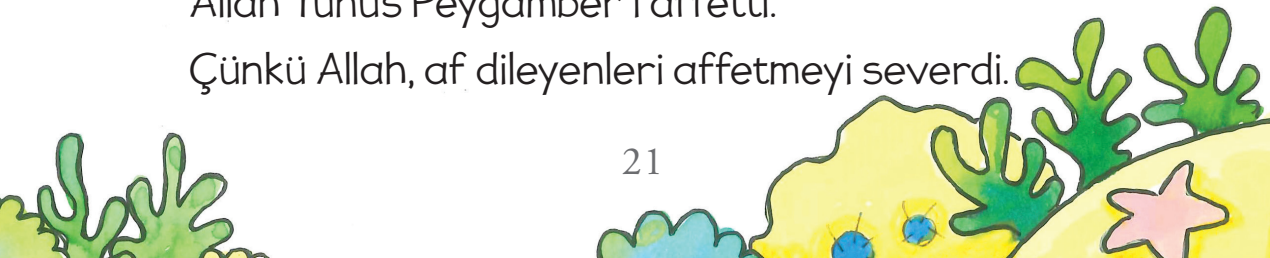 Allah Yunus Peygamber'i affetti.
Çünkü Allah, af dileyenleri affetmeyi severdi.
21